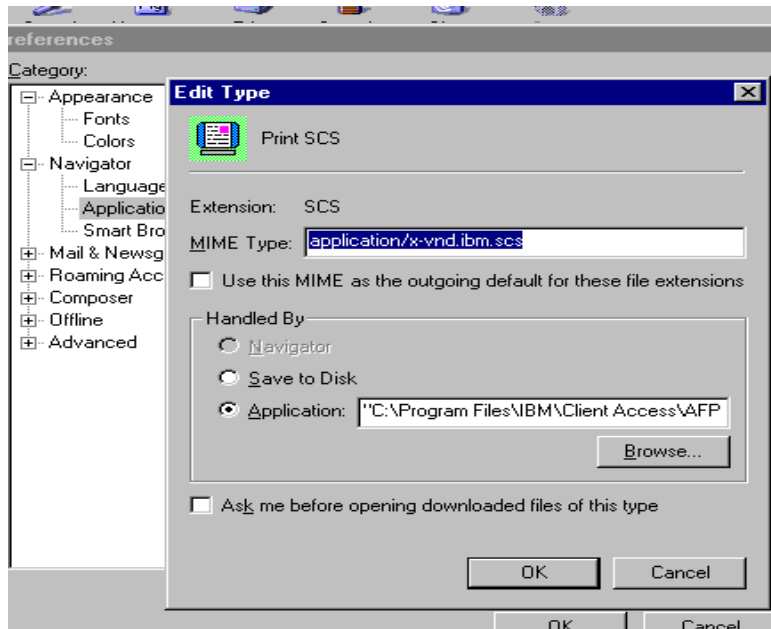 references
Category:
Appearance
Fonts
Colors
Navigator
Language
Applicatio
Smart Bro
Mail & Newsg
Roaming Acc
Composer
Offline
Advanced
Edit Type
Print SCS
Extension: SCS
MIME Type: application/x-vnd.ibm.scs
Use this MIME as the outgoing default for these file extensions
Handled By
Navigator
Save to Disk
Application: "C:\Program Files\IBM\Client Access\AFP
Browse...
Ask me before opening downloaded files of this type
OK Cancel
OK Cancel